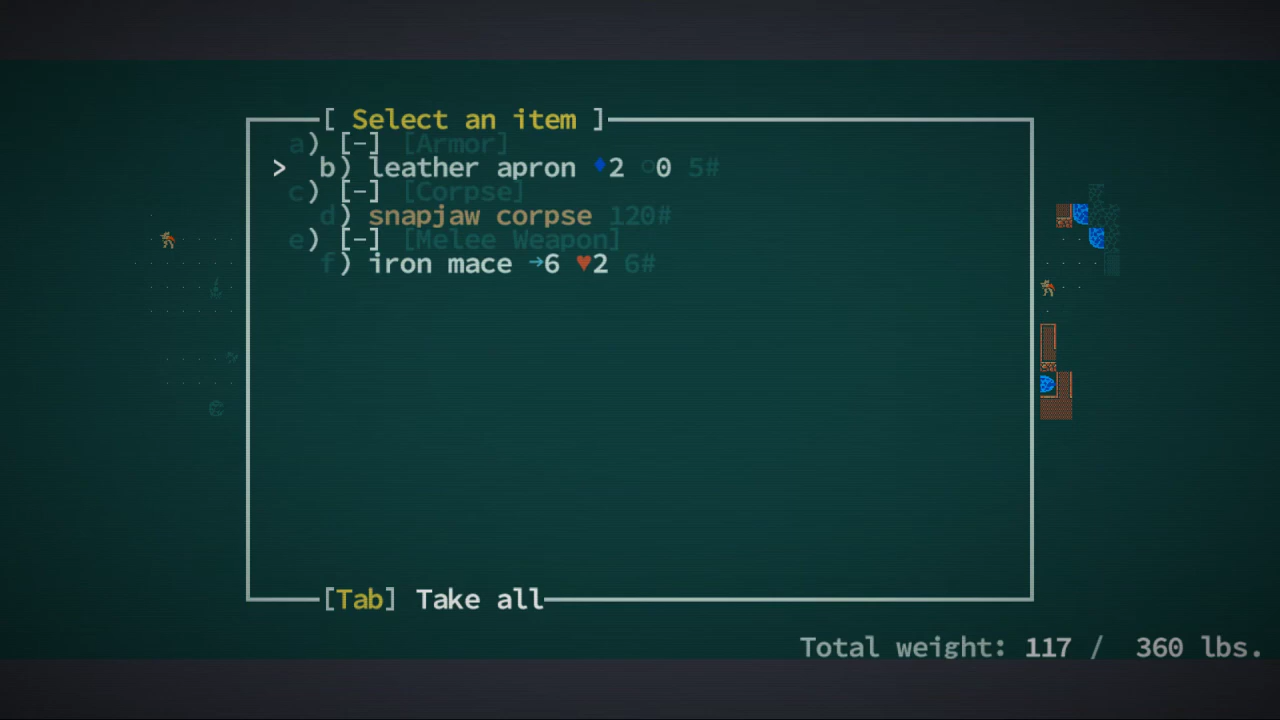 [ Select an item ]
a) [-] [Armor]
> b) leather apron ♦2 ○0 5#
c) [-] [Corpse]
d) snapjaw corpse 120#
e) [-] [Melee Weapon]
f) iron mace →6 ♥2 6#
[Tab] Take all
Total weight: 117 / 360 lbs.